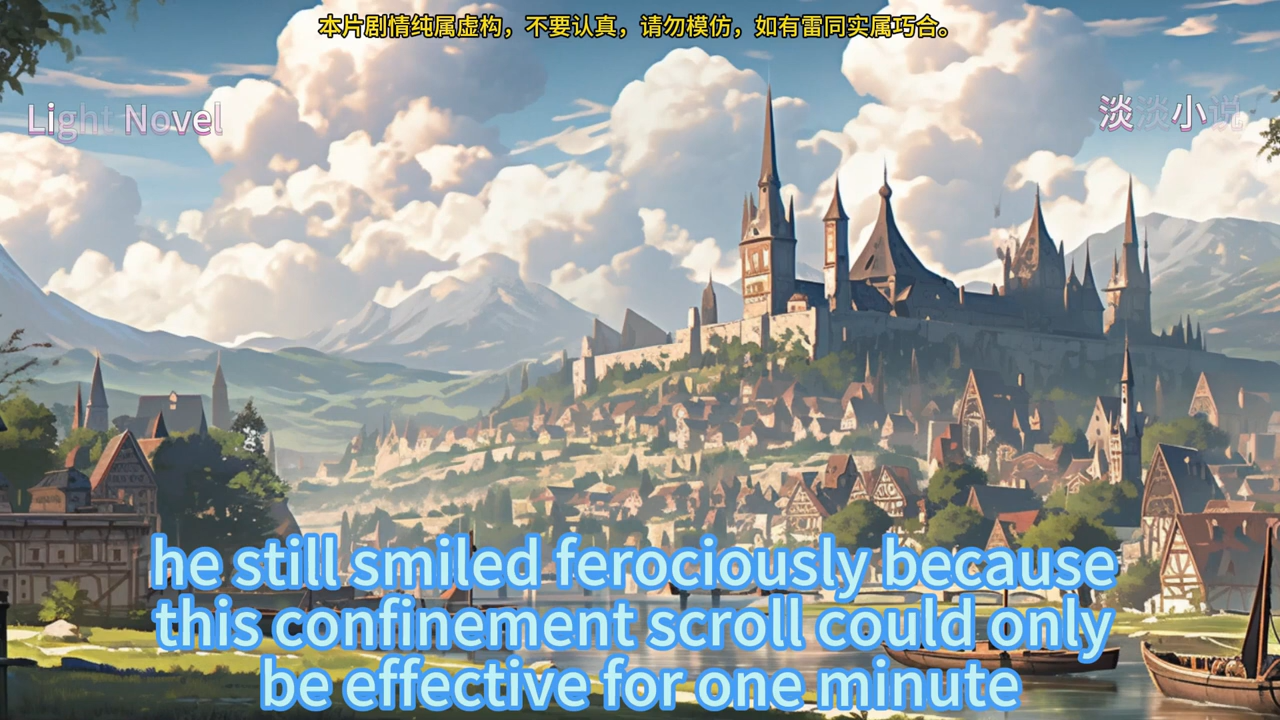 本片剧情纯属虚构，不要认真，请勿模仿，如有雷同实属巧合。
Light Novel
淡淡小说
he still smiled ferociously because
this confinement scroll could only
be effective for one minute